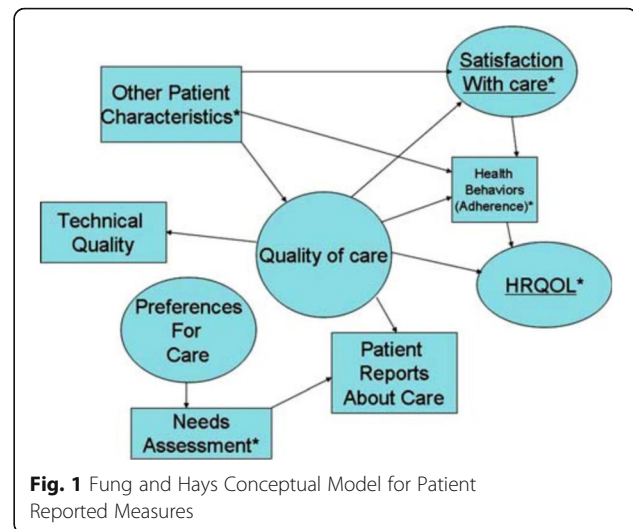 Satisfaction
With care*
Other Patient
Characteristics*
Health
Behaviors
(Adherence)*
Technical
Quality
Quality of care
HRQOL*
Preferences
For
Care
Patient
Reports
About Care
Needs
Assessment*
Fig. 1 Fung and Hays Conceptual Model for Patient
Reported Measures